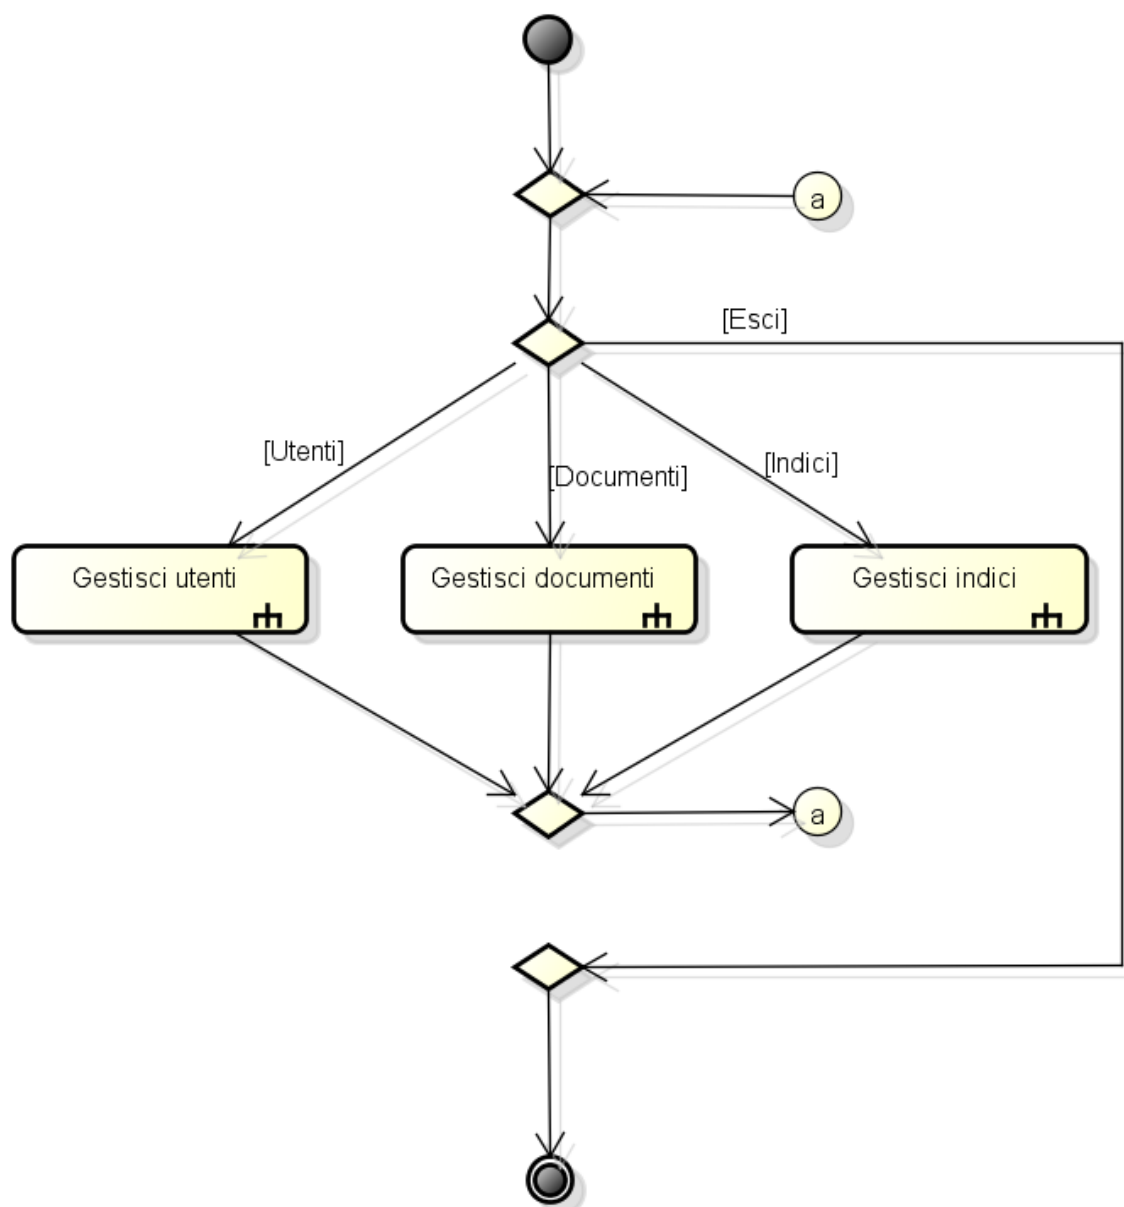 a
[Esci]
[Utenti]
[Documenti]
[Indici]
Gestisci utenti
Gestisci documenti
Gestisci indici
a